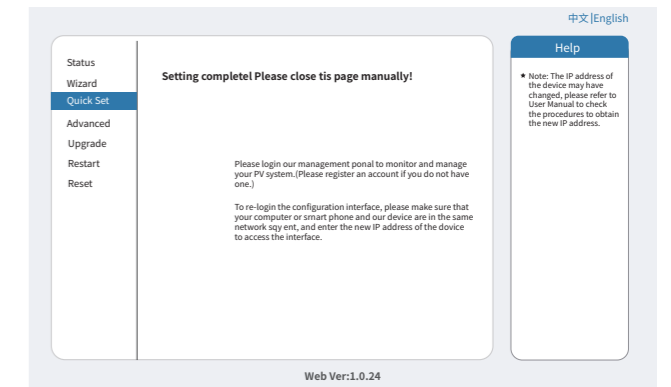 中文|English
Status
Wizard
Quick Set
Advanced
Upgrade
Restart
Reset
Setting completel Please close tis page manually!
Please login our management ponal to monitor and manage
your PV system.(Please register an account if you do not have
one.)
To re-login the configuration interface, please make sure that
your computer or srnart phone and our device are in the same
network sqy ent, and enter the new IP address of the dovice
to access the interface.
Help
★ Note: The IP address of
the device may have
changed, please refer to
User Manual to check
the procedures to obtain
the new IP address.
Web Ver:1.0.24